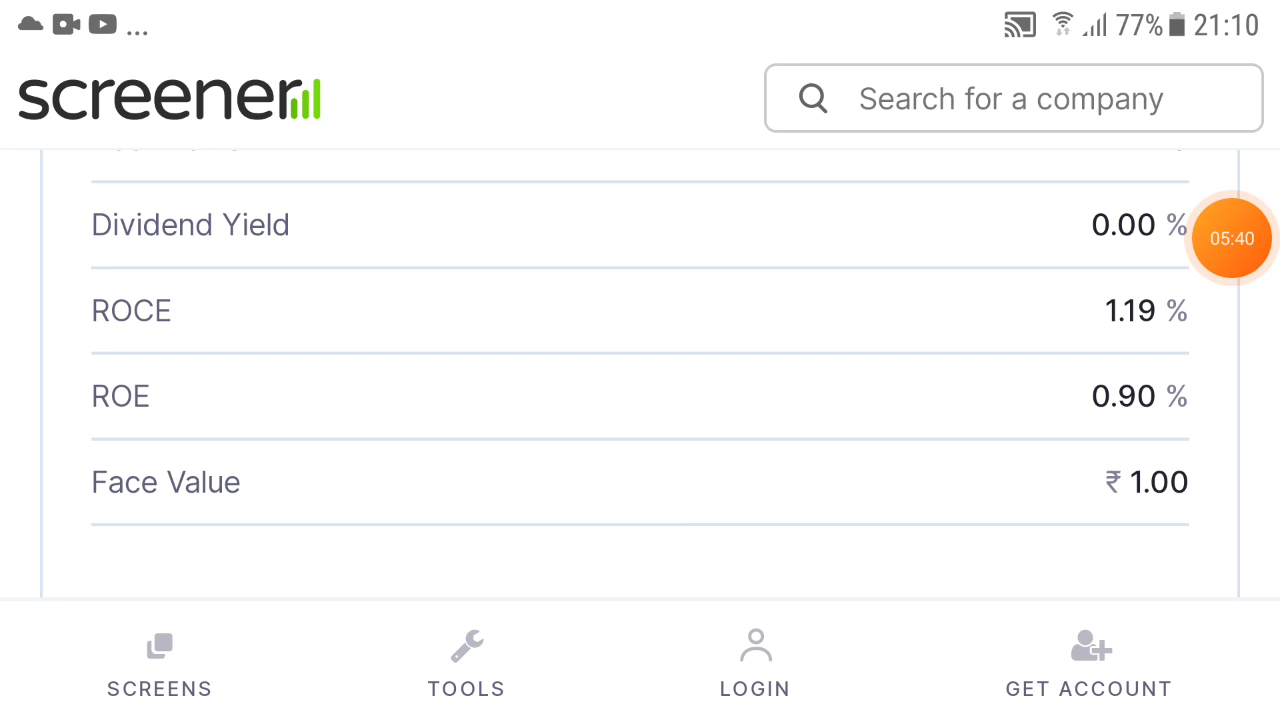 ... 77% 21:10
screener Search for a company
Dividend Yield 0.00 %
05:40
ROCE 1.19 %
ROE 0.90 %
Face Value ₹ 1.00
SCREENS TOOLS LOGIN GET ACCOUNT